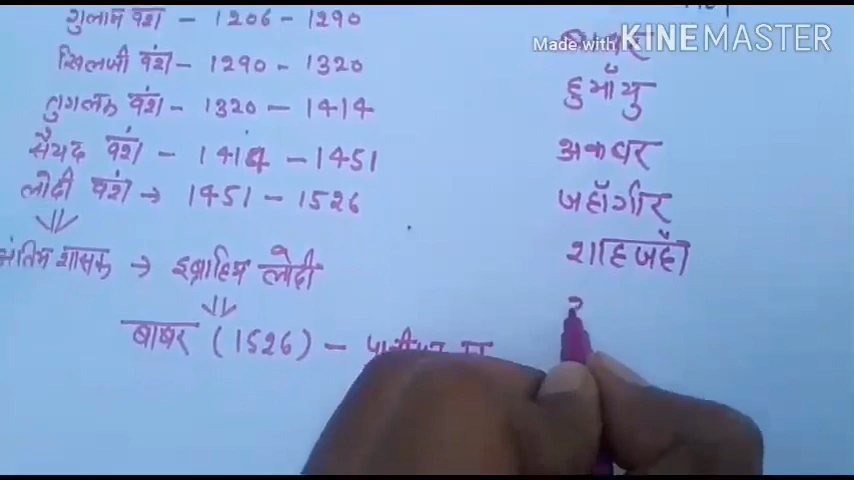 गुलाम वंश - 1206 - 1290
खिलजी वंश - 1290 - 1320
तुगलक वंश - 1320 - 1414
सैयद वंश - 1414 - 1451
लोदी वंश → 1451 - 1526
अंतिम शासक → इब्राहिम लोदी
बाबर (1526) -
Made with KINEMASTER
हुमाँयु
अकबर
जहाँगीर
शाहजहाँ